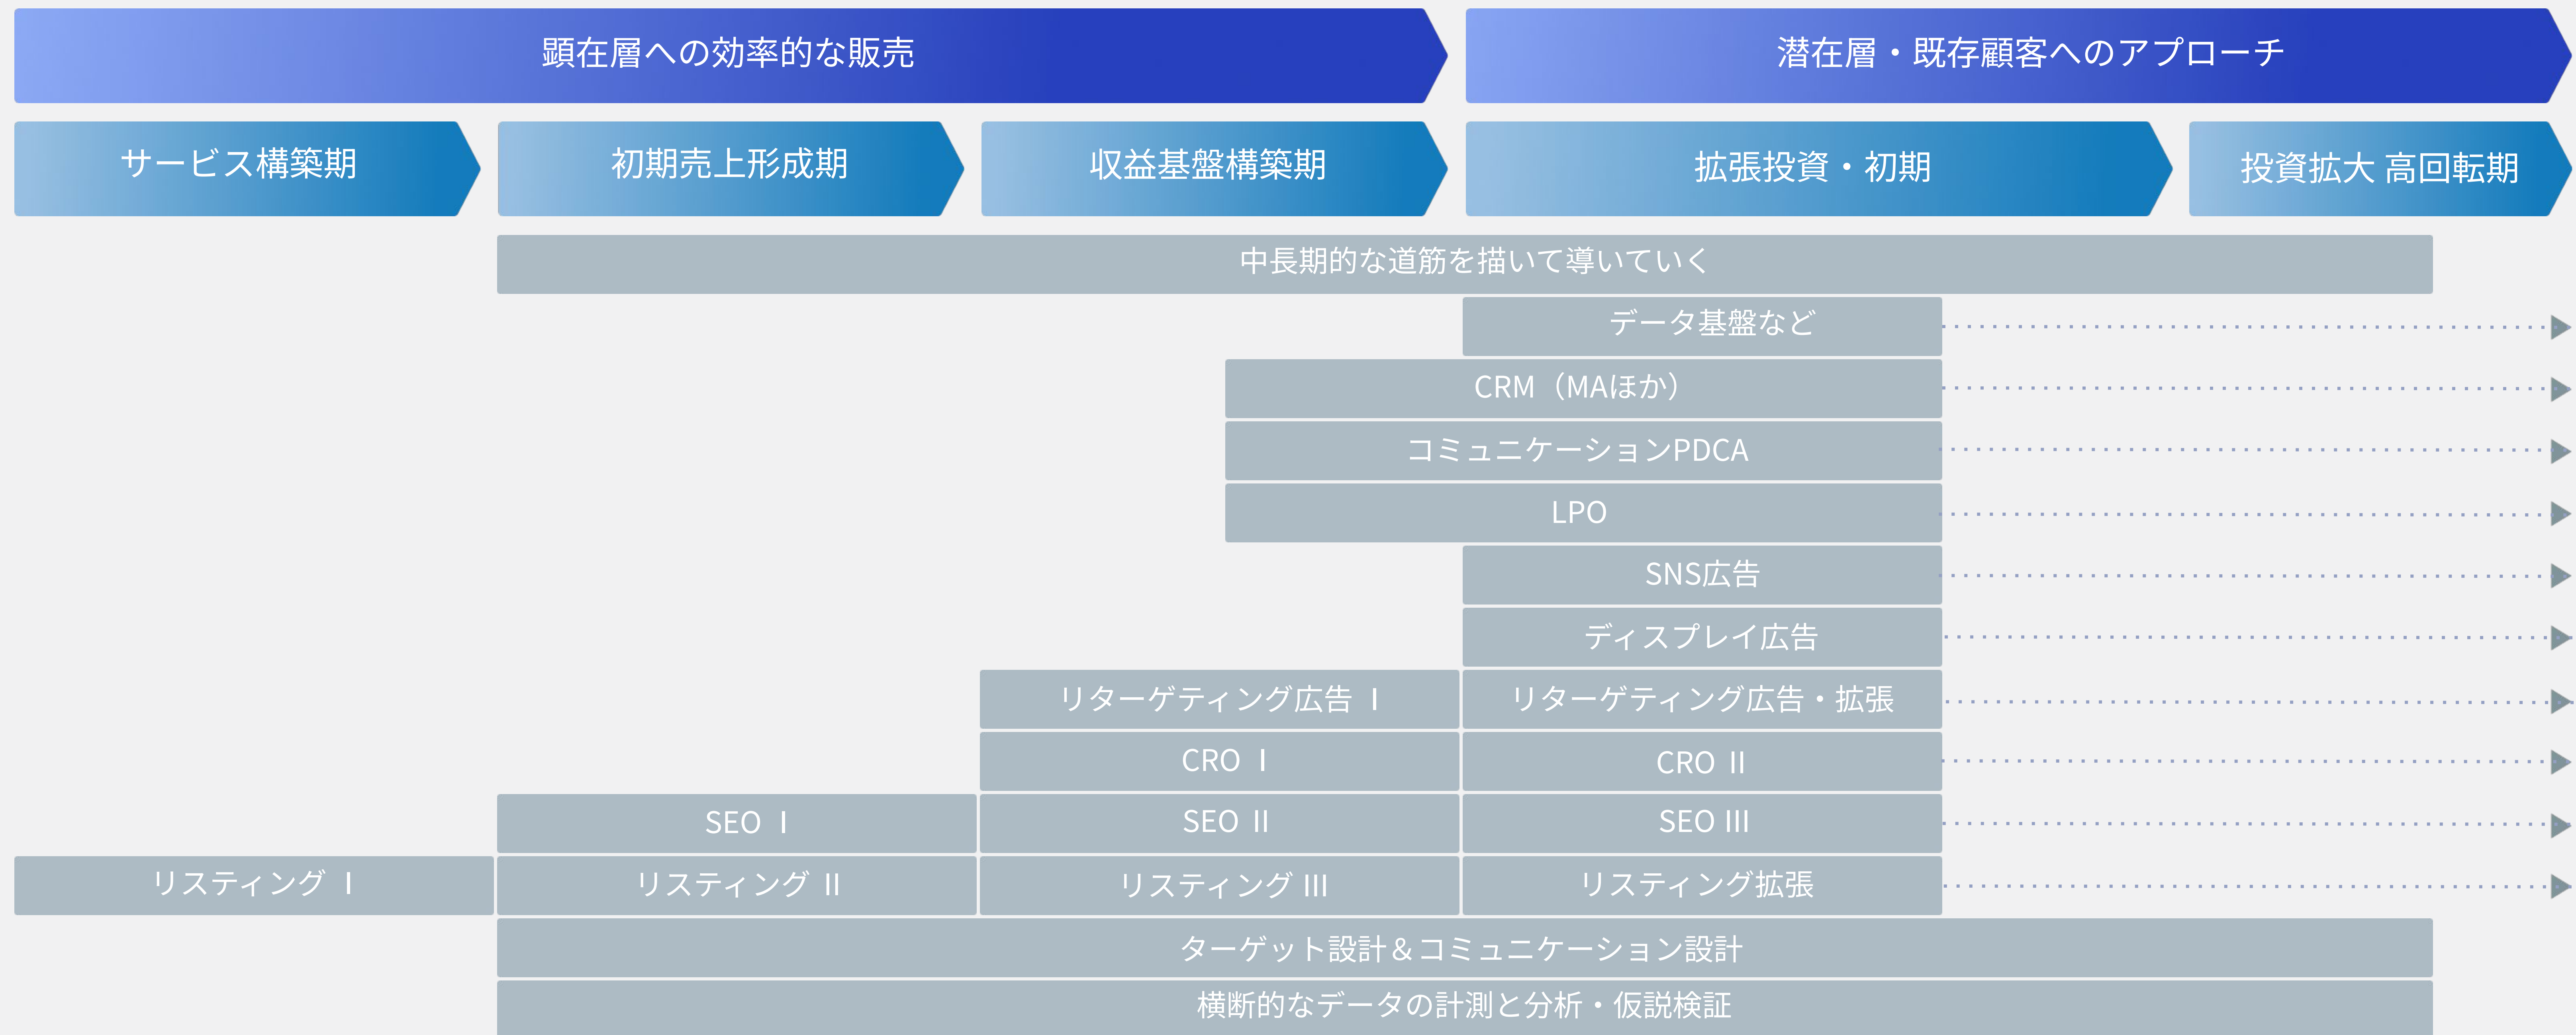 顕在層への効率的な販売
潜在層・既存顧客へのアプローチ
サービス構築期
初期売上形成期
収益基盤構築期
拡張投資・初期
投資拡大 高回転期
中長期的な道筋を描いて導いていく
データ基盤など
CRM（MAほか）
コミュニケーションPDCA
LPO
SNS広告
ディスプレイ広告
リターゲティング広告 Ⅰ
リターゲティング広告・拡張
CRO Ⅰ
CRO Ⅱ
SEO Ⅰ
SEO Ⅱ
SEO Ⅲ
リスティング Ⅰ
リスティング Ⅱ
リスティング Ⅲ
リスティング拡張
ターゲット設計＆コミュニケーション設計
横断的なデータの計測と分析・仮説検証